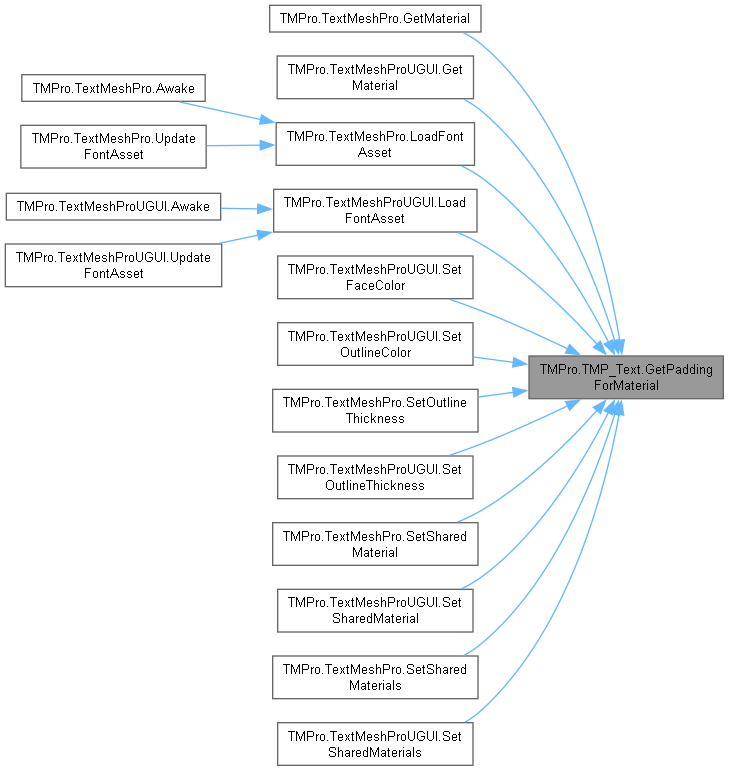 TMPro.TextMeshPro.GetMaterial
TMPro.TextMeshProUGUI.Get
Material
TMPro.TextMeshPro.Awake
TMPro.TextMeshPro.Update
FontAsset
TMPro.TextMeshPro.LoadFont
Asset
TMPro.TextMeshProUGUI.Awake
TMPro.TextMeshProUGUI.Update
FontAsset
TMPro.TextMeshProUGUI.Load
FontAsset
TMPro.TextMeshProUGUI.Set
FaceColor
TMPro.TextMeshProUGUI.Set
OutlineColor
TMPro.TMP_Text.GetPadding
ForMaterial
TMPro.TextMeshPro.SetOutline
Thickness
TMPro.TextMeshProUGUI.Set
OutlineThickness
TMPro.TextMeshPro.SetShared
Material
TMPro.TextMeshProUGUI.Set
SharedMaterial
TMPro.TextMeshPro.SetShared
Materials
TMPro.TextMeshProUGUI.Set
SharedMaterials